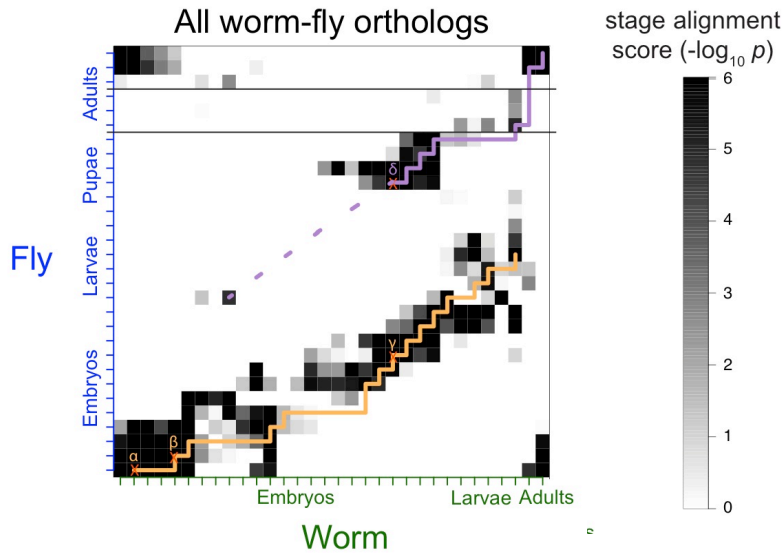 All worm-fly orthologs
stage alignment
score (-log10 p)
Fly
Adults
Pupae
Larvae
Embryos
δ
γ
β
α
6
5
4
3
2
1
0
Embryos
Larvae
Adults
Worm